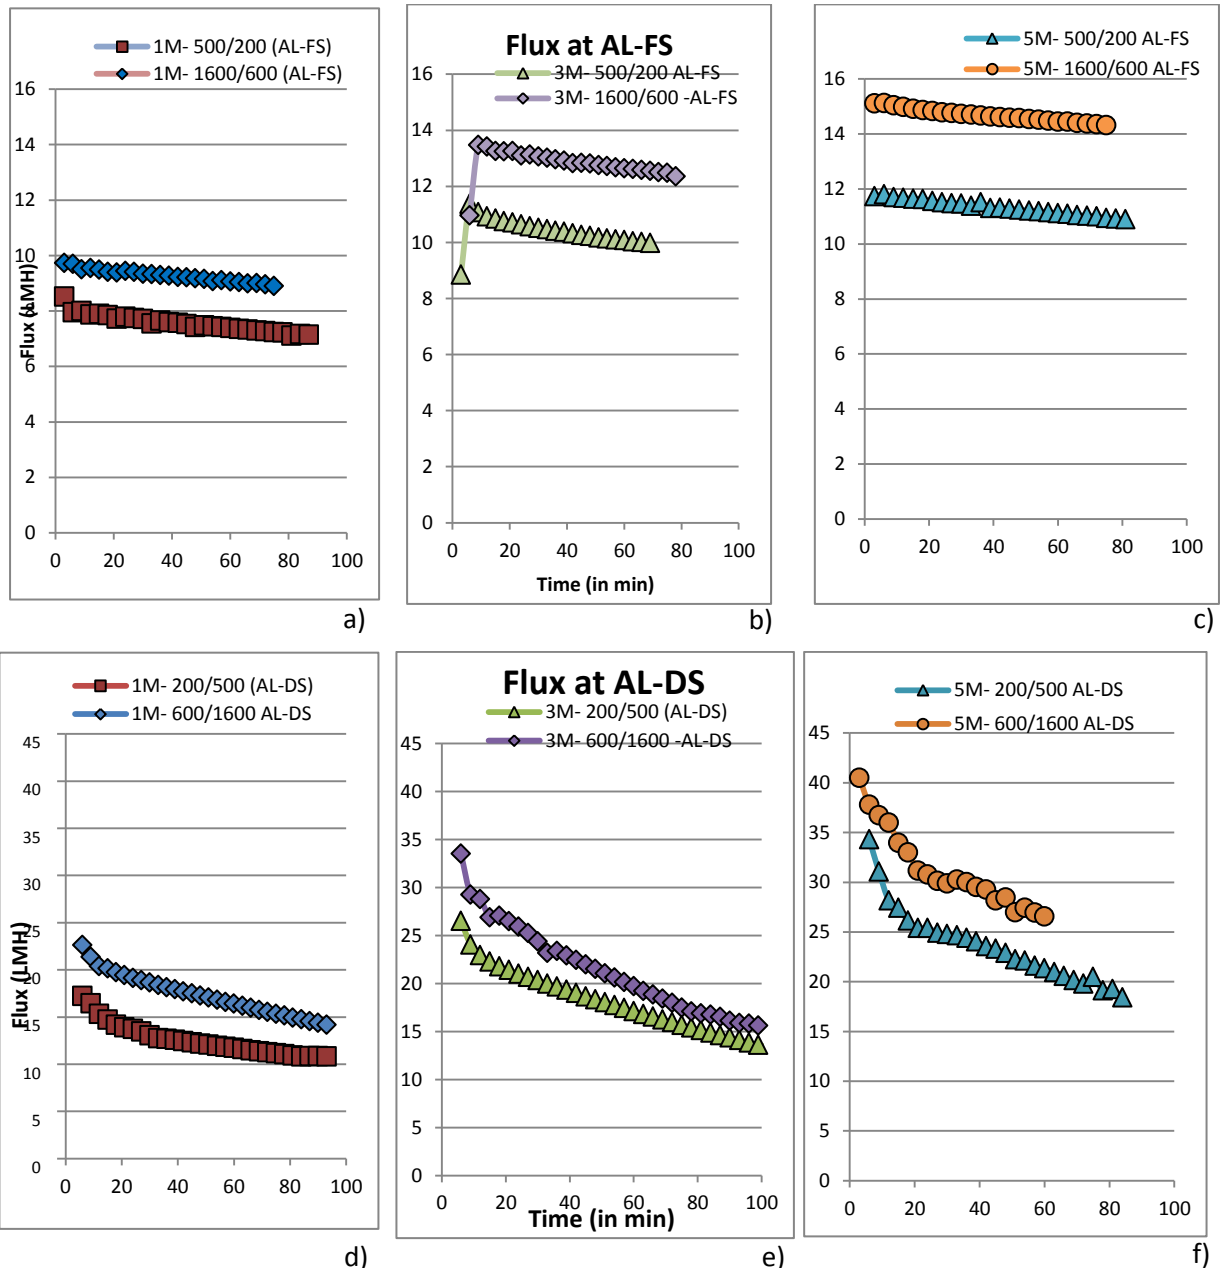 1M- 500/200 (AL-FS)
1M- 1600/600 (AL-FS)
16
14
12
10
8
6
4
2
0
Flux (LMH)
0 20 40 60 80 100
a)
Flux at AL-FS
3M- 500/200 AL-FS
3M- 1600/600 -AL-FS
16
14
12
10
8
6
4
2
0
0 20 40 60 80 100
Time (in min)
b)
5M- 500/200 AL-FS
5M- 1600/600 AL-FS
16
14
12
10
8
6
4
2
0
0 20 40 60 80 100
c)
1M- 200/500 (AL-DS)
1M- 600/1600 AL-DS
45
40
35
30
25
20
15
10
5
0
Flux (LMH)
0 20 40 60 80 100
d)
Flux at AL-DS
3M- 200/500 (AL-DS)
3M- 600/1600 -AL-DS
45
40
35
30
25
20
15
10
5
0
0 20 40 60 80 100
Time (in min)
e)
5M- 200/500 AL-DS
5M- 600/1600 AL-DS
45
40
35
30
25
20
15
10
5
0
0 20 40 60 80 100
f)